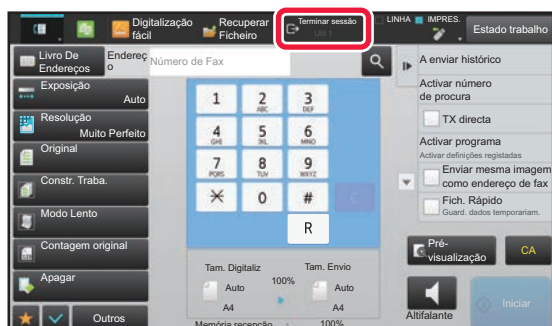 Digitalização
fácil
Recuperar
Ficheiro
Terminar sessão
Util 1
LINHA
IMPRES.
Estado trabalho
Livro De
Endereços
Endereç
o
Número de Fax
A enviar histórico
Exposição
Auto
Resolução
Muito Perfeito
Original
Constr. Traba.
Modo Lento
Contagem original
Apagar
Outros
1
2
ABC
3
DEF
4
GHI
5
JKL
6
MNO
7
PQRS
8
TUV
9
WXYZ
0
#
C
R
Tam. Digitaliz
100%
Tam. Envio
Auto
Auto
A4
A4
Memória recepção : 100%
Activar número
de procura
TX directa
Activar programa
Activar definições registadas
Enviar mesma imagem
como endereço de fax
Fich. Rápido
Guard. dados temporariam.
Pré-
visualização
CA
Altifalante
Iniciar